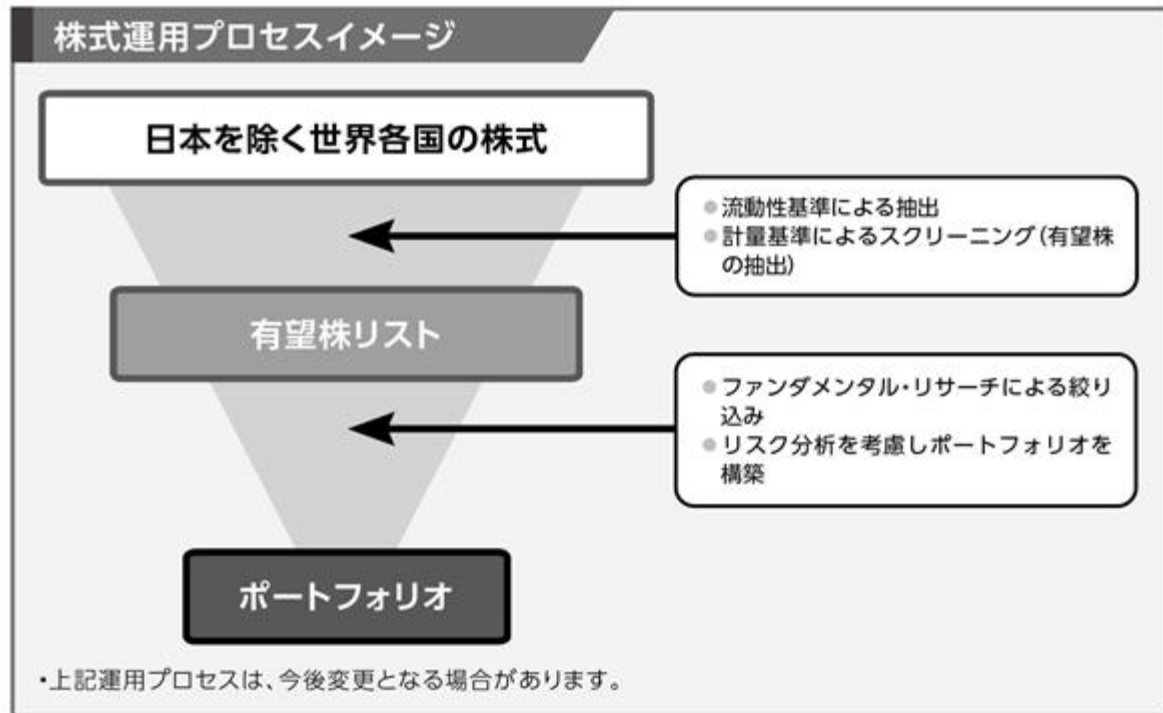 株式運用プロセスイメージ
日本を除く世界各国の株式
●流動性基準による抽出
●計量基準によるスクリーニング(有望株
の抽出)
有望株リスト
●ファンダメンタル・リサーチによる絞り
込み
●リスク分析を考慮しポートフォリオを
構築
ポートフォリオ
・上記運用プロセスは、今後変更となる場合があります。